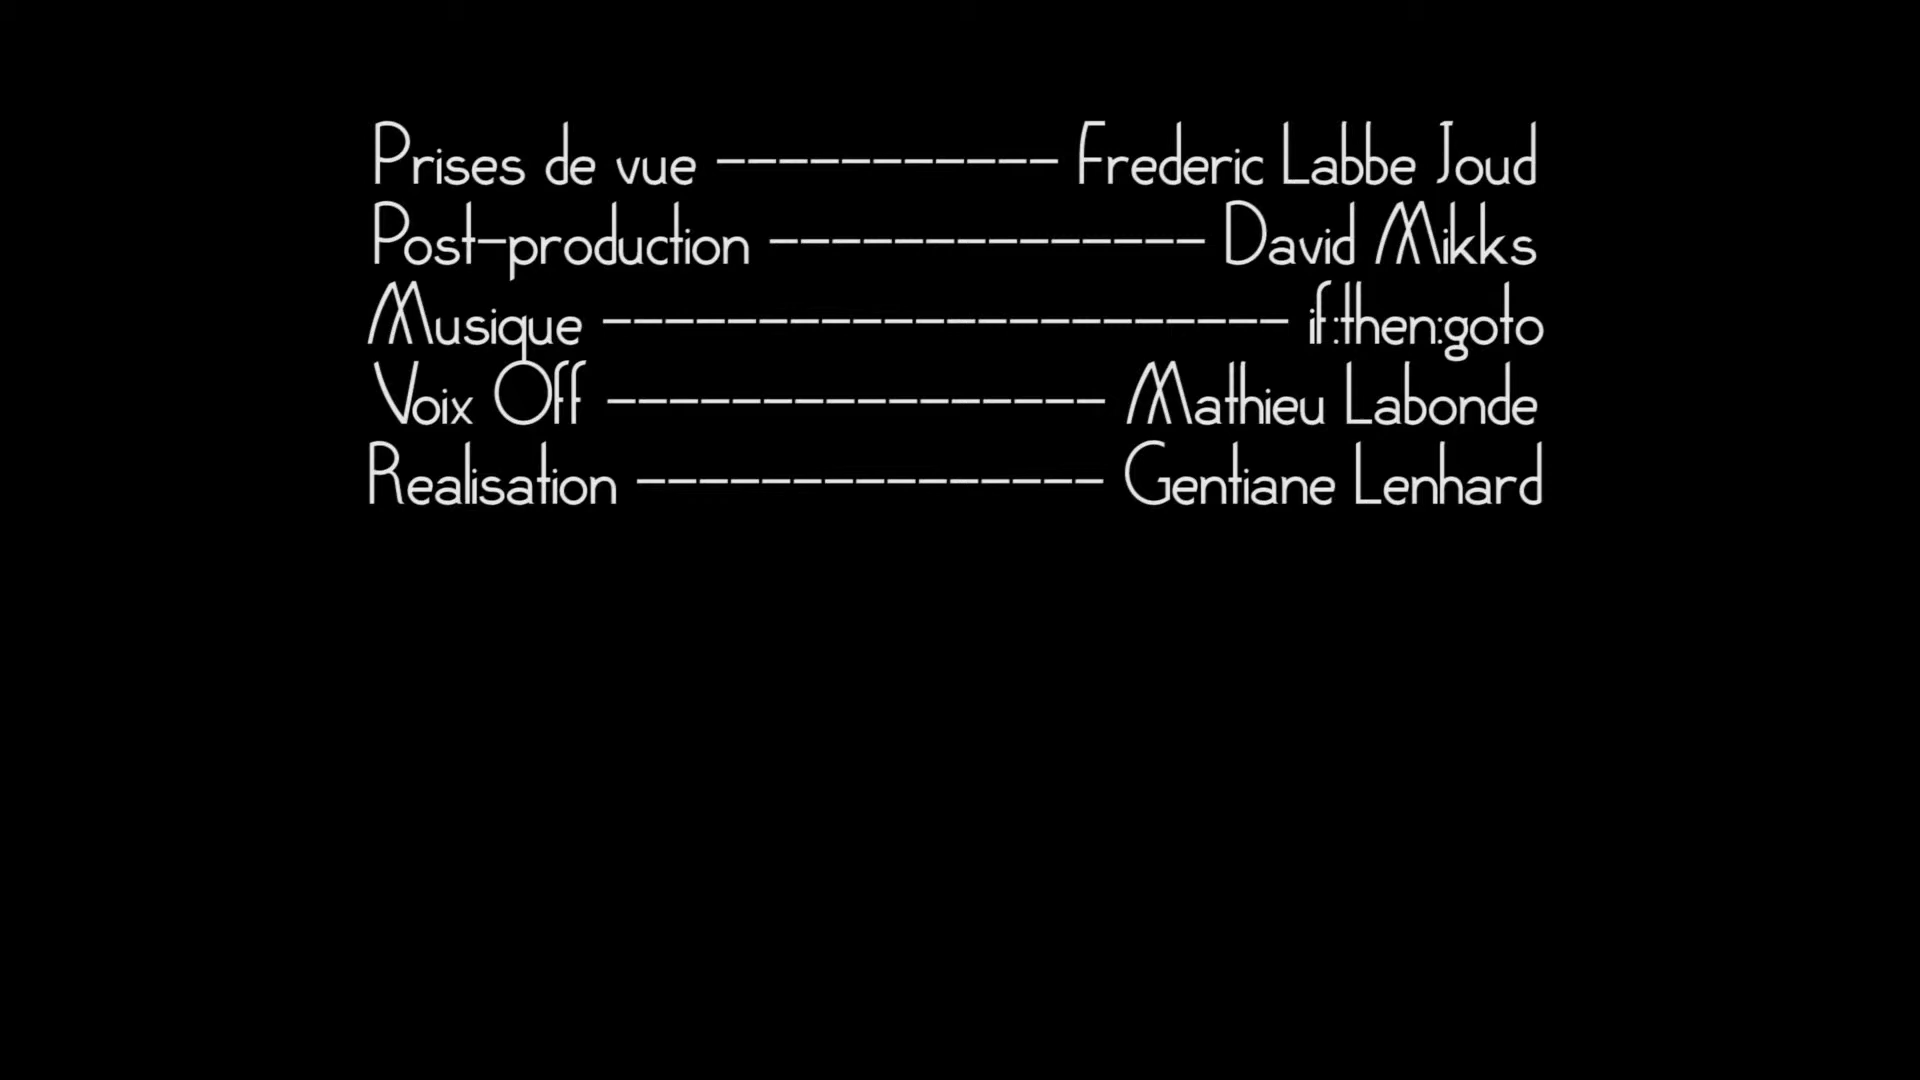 Prises de vue ----------- Frederic Labbe Joud
Post-production -------------- David Mikks
Musique ---------------------- if:then:goto
Voix Off ---------------- Mathieu Labonde
Realisation --------------- Gentiane Lenhard